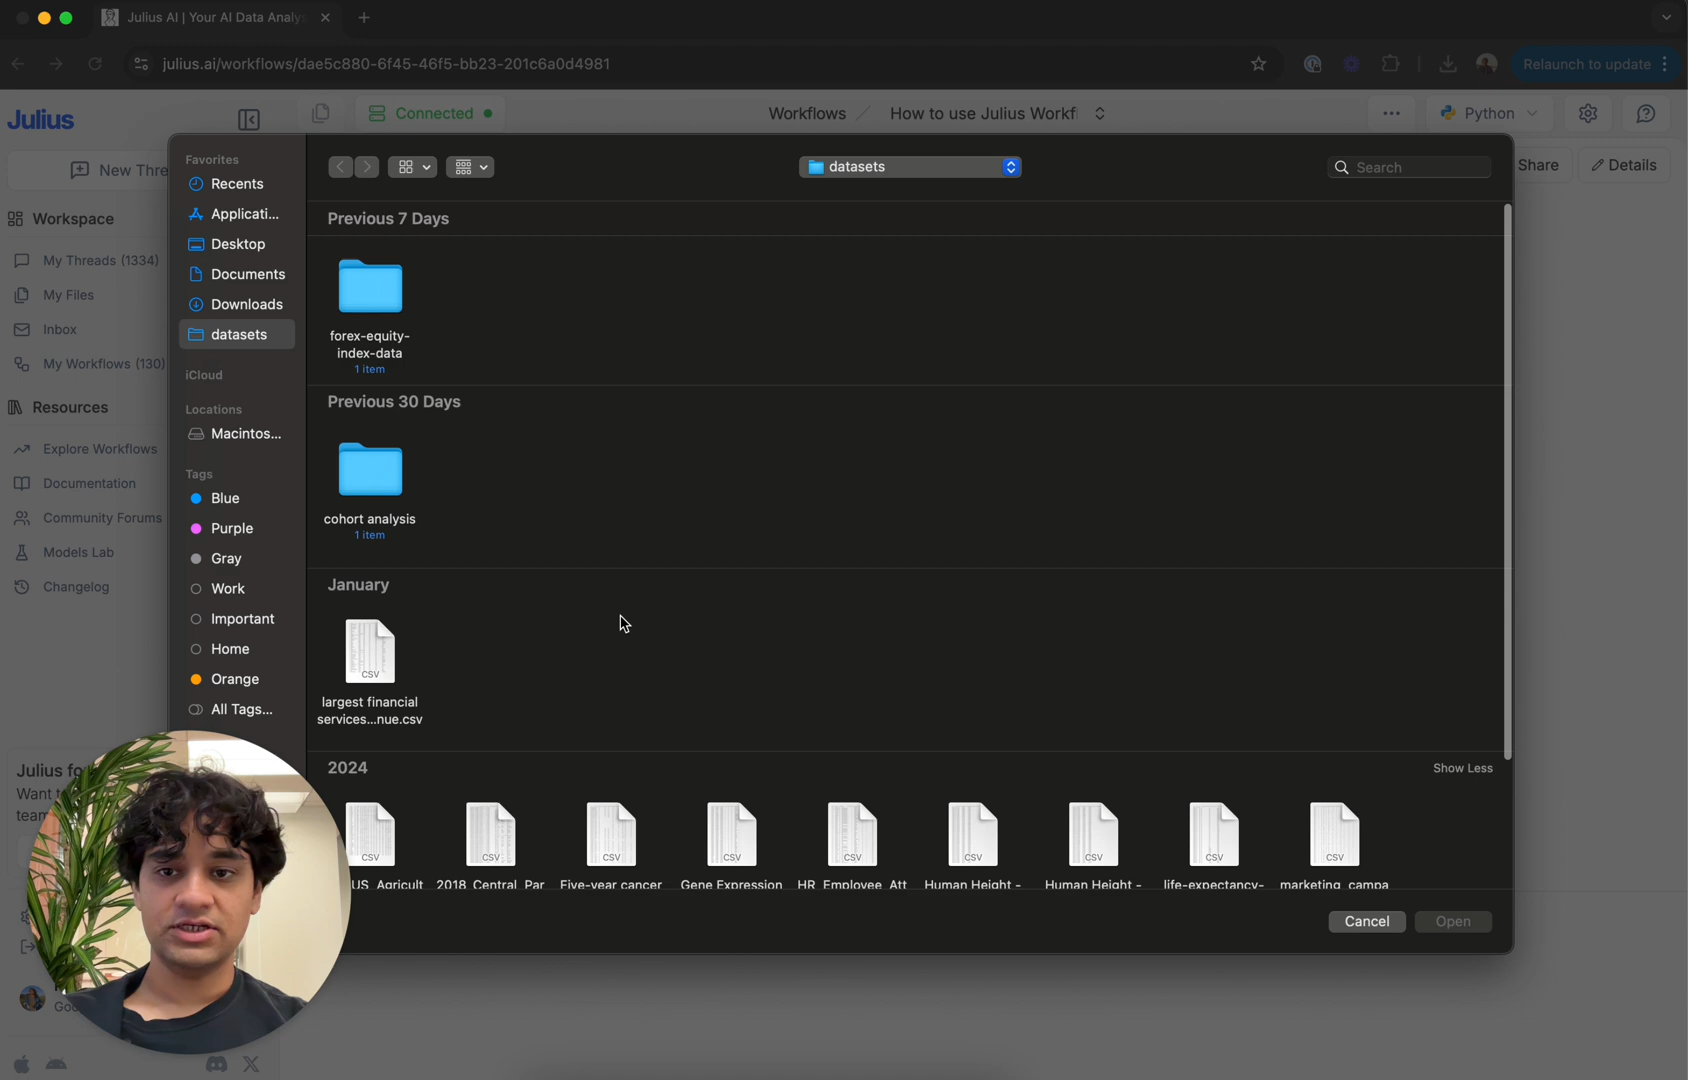 Julius AI | Your AI Data Analys
julius.ai/workflows/dae5c880-6f45-46f5-bb23-201c6a0d4981
Relaunch to update
Julius
Connected
Workflows / How to use Julius Workf
Python
New Thre
Share
Details
Workspace
My Threads (1334)
My Files
Inbox
My Workflows (130)
Resources
Explore Workflows
Documentation
Community Forums
Models Lab
Changelog
Julius fo
Want t
team
Favorites
Recents
Applicati...
Desktop
Documents
Downloads
datasets
iCloud
Locations
Macintos...
Tags
Blue
Purple
Gray
Work
Important
Home
Orange
All Tags...
datasets
Search
Previous 7 Days
forex-equity-
index-data
1 item
Previous 30 Days
cohort analysis
1 item
January
CSV
largest financial
services...nue.csv
2024
Show Less
CSV CSV CSV CSV CSV CSV CSV CSV CSV
US Agricult 2018 Central Par Five-year cancer Gene Expression HR Employee Att Human Height - Human Height - life-expectancy- marketing campa
Cancel
Open